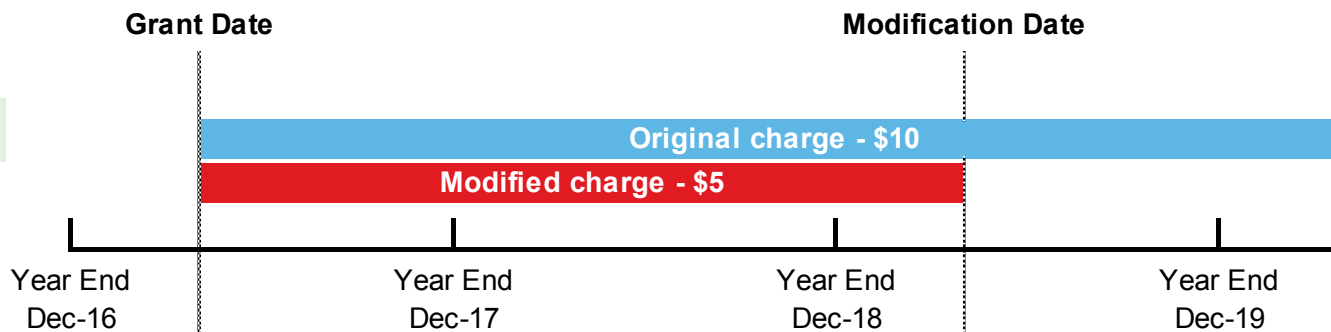 Grant Date
Modification Date
Original charge - $10
Modified charge - $5
Year End
Dec-16
Year End
Dec-17
Year End
Dec-18
Year End
Dec-19